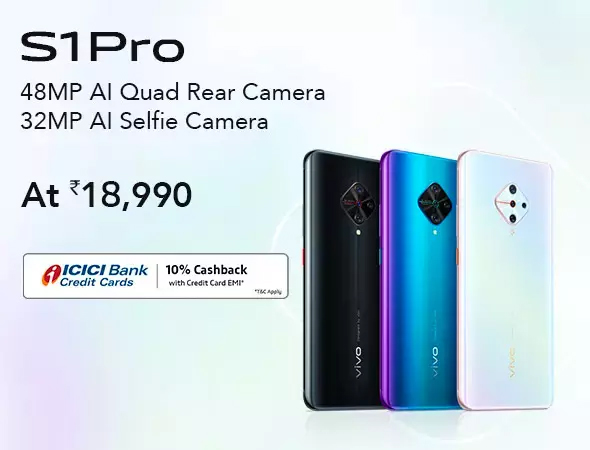 S1Pro
48MP AI Quad Rear Camera
32MP AI Selfie Camera
At ₹18,990
ICICI Bank
Credit Cards
10% Cashback
with Credit Card EMI*
*T&C Apply
vivo
vivo
vivo